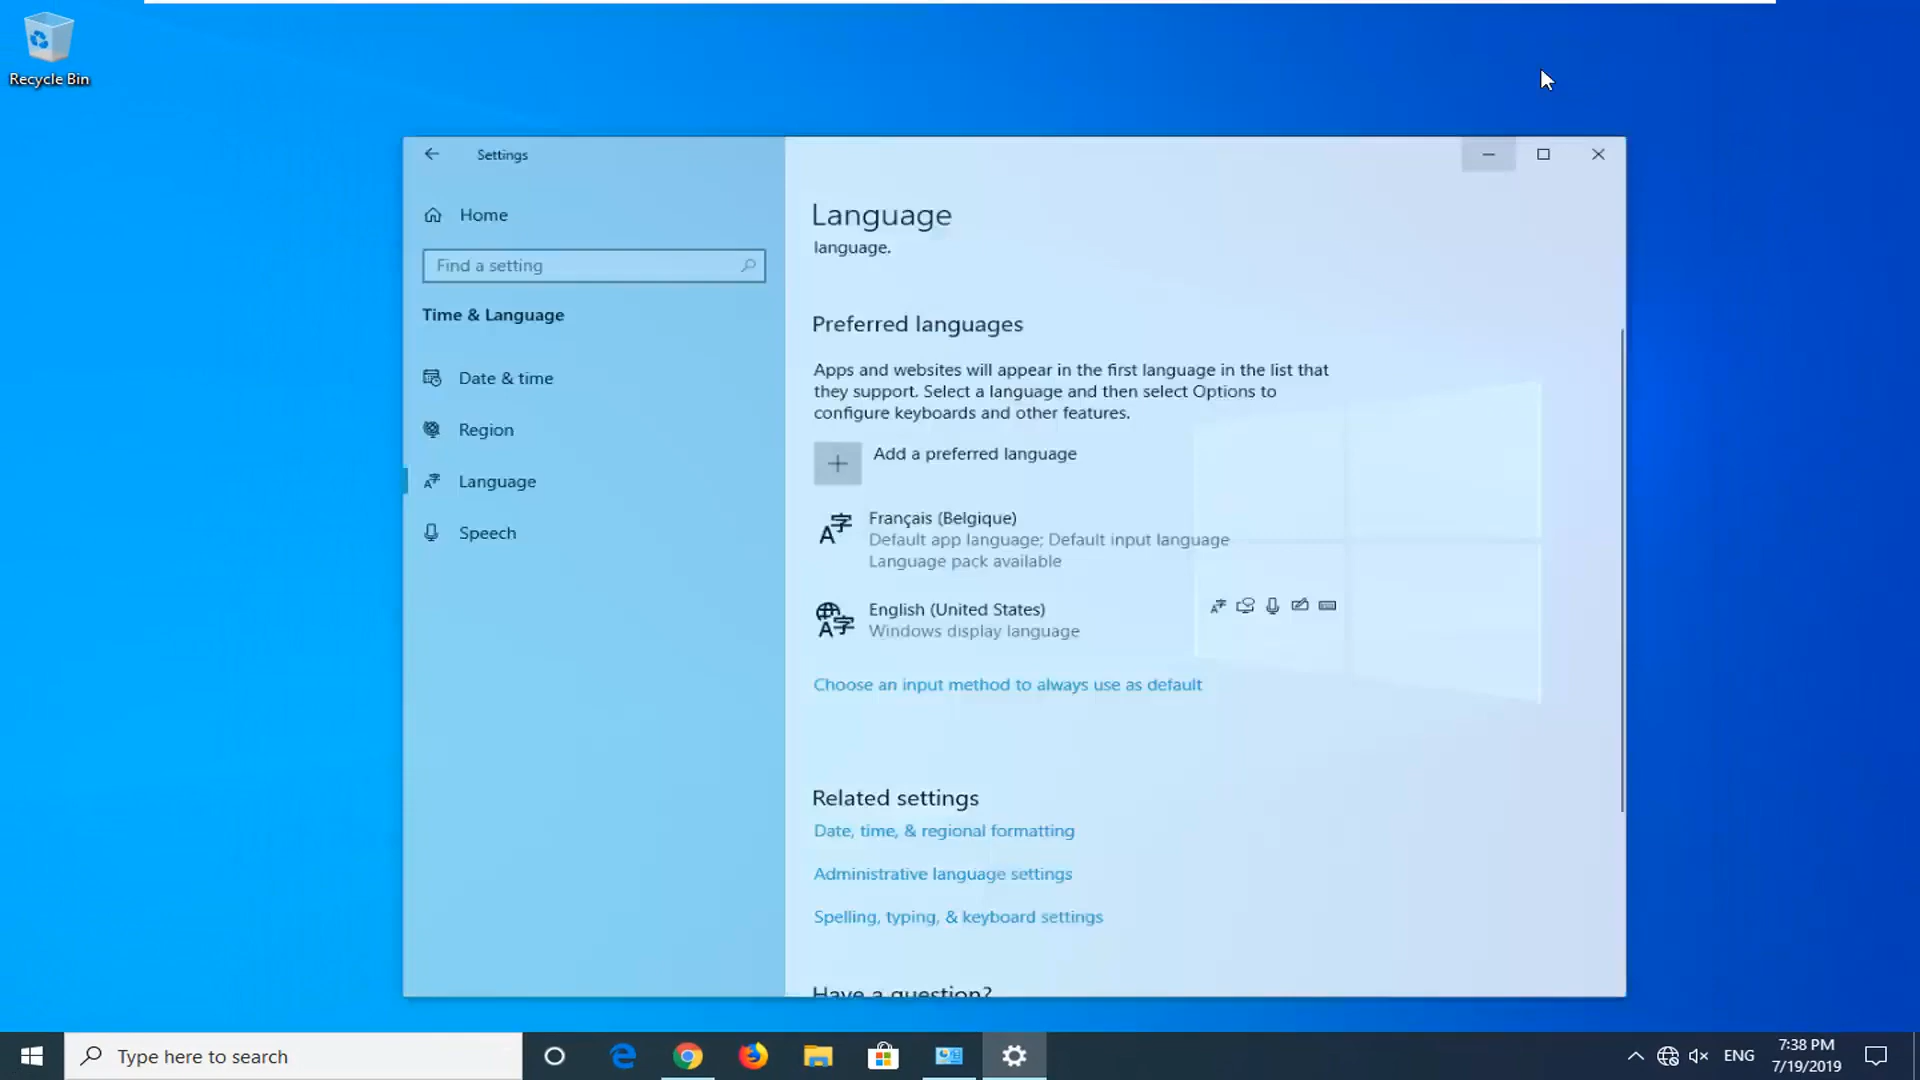 Recycle Bin
Settings
Home
Find a setting
Time & Language
Date & time
Region
Language
Speech
Language
language.
Preferred languages
Apps and websites will appear in the first language in the list that
they support. Select a language and then select Options to
configure keyboards and other features.
Add a preferred language
Français (Belgique)
Default app language; Default input language
Language pack available
English (United States)
Windows display language
Choose an input method to always use as default
Related settings
Date, time, & regional formatting
Administrative language settings
Spelling, typing, & keyboard settings
Have a question?
Type here to search
ENG
7:38 PM
7/19/2019